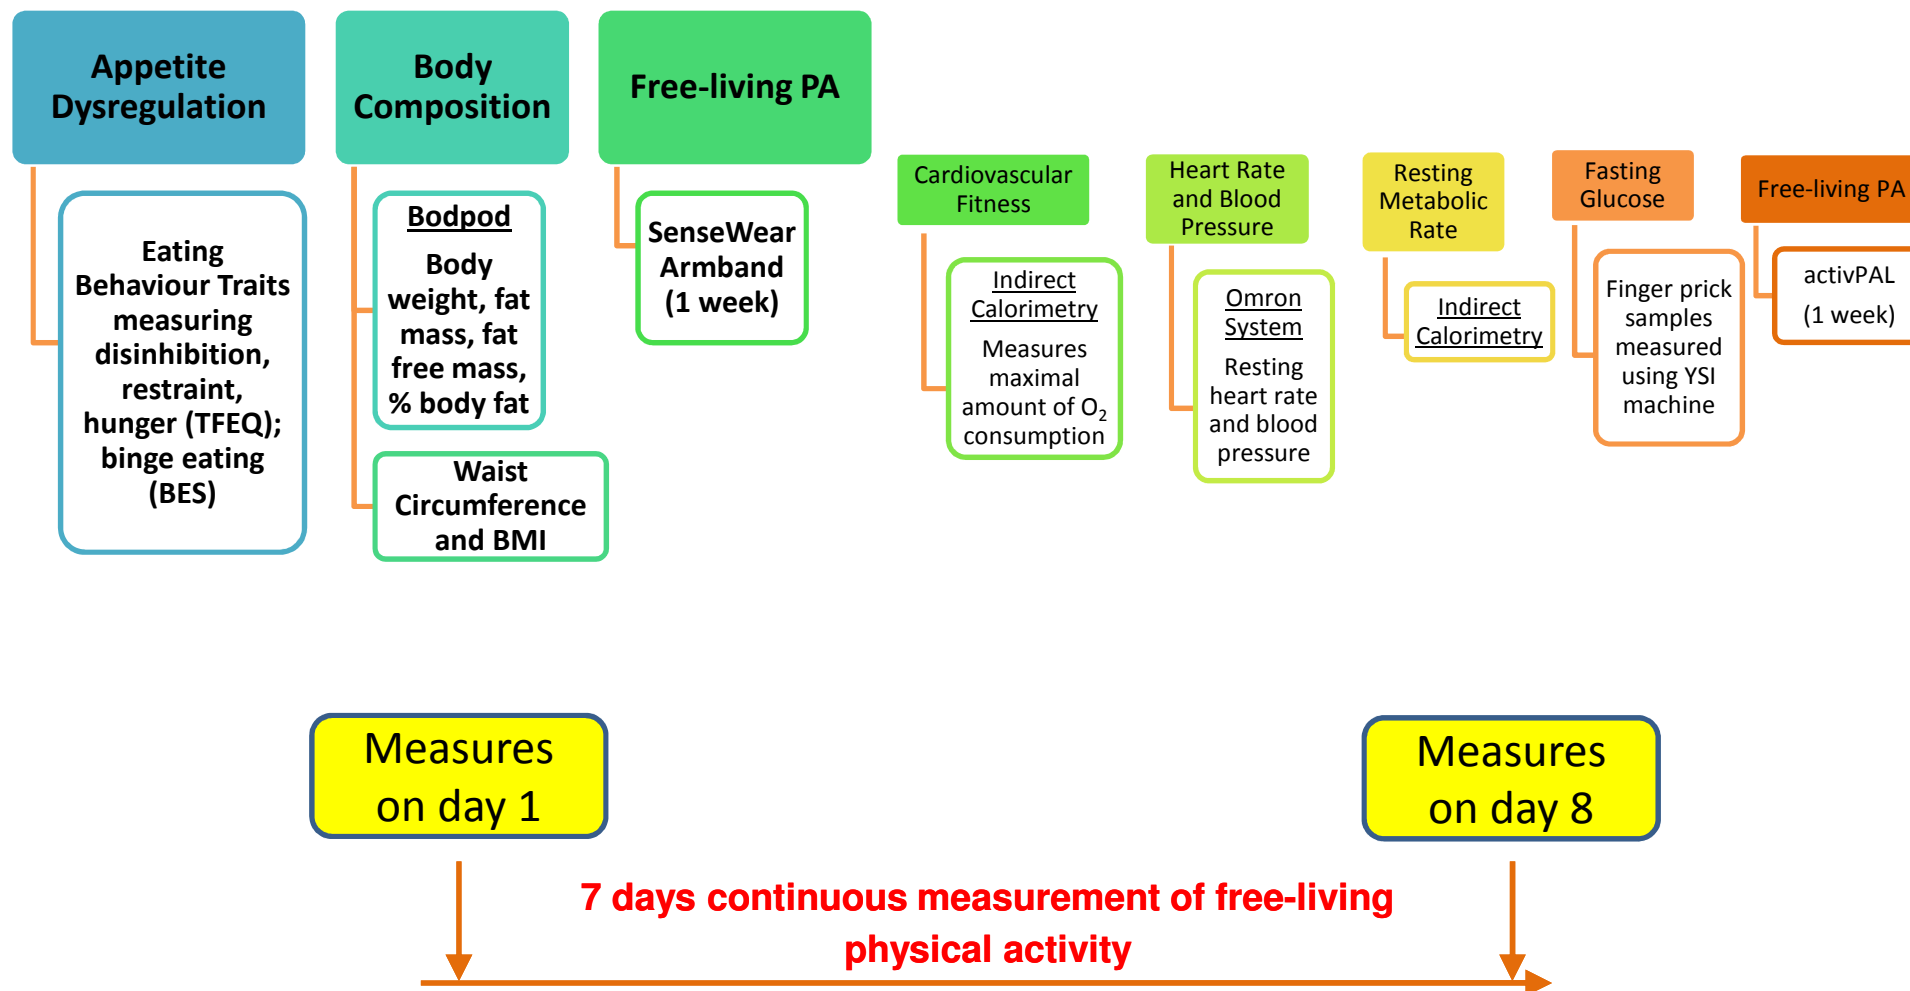 Appetite
Dysregulation
Eating
Behaviour Traits
measuring
disinhibition,
restraint,
hunger (TFEQ);
binge eating
(BES)
Body
Composition
Bodpod
Body
weight, fat
mass, fat
free mass,
% body fat
Waist
Circumference
and BMI
Free-living PA
SenseWear
Armband
(1 week)
Cardiovascular
Fitness
Indirect
Calorimetry
Measures
maximal
amount of O₂
consumption
Heart Rate
and Blood
Pressure
Omron
System
Resting
heart rate
and blood
pressure
Resting
Metabolic
Rate
Indirect
Calorimetry
Fasting
Glucose
Finger prick
samples
measured
using YSI
machine
Free-living PA
activPAL
(1 week)
Measures
on day 1
Measures
on day 8
7 days continuous measurement of free-living
physical activity